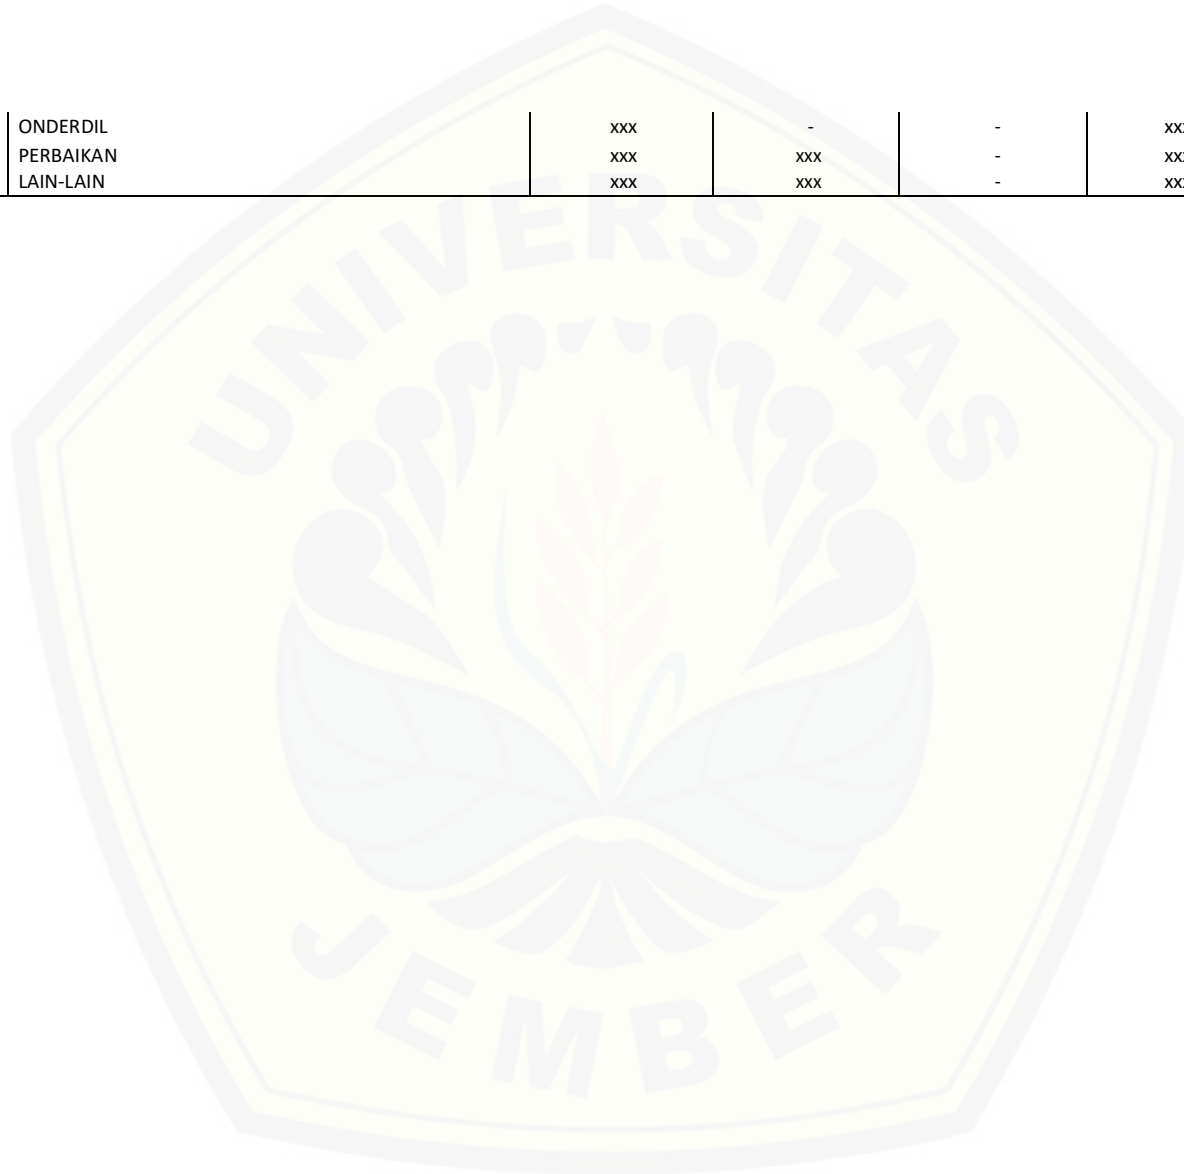 ONDERDIL xxx - - xxx
PERBAIKAN xxx xxx - xxx
LAIN-LAIN xxx xxx - xxx
UNIVERSITAS
JEMBER